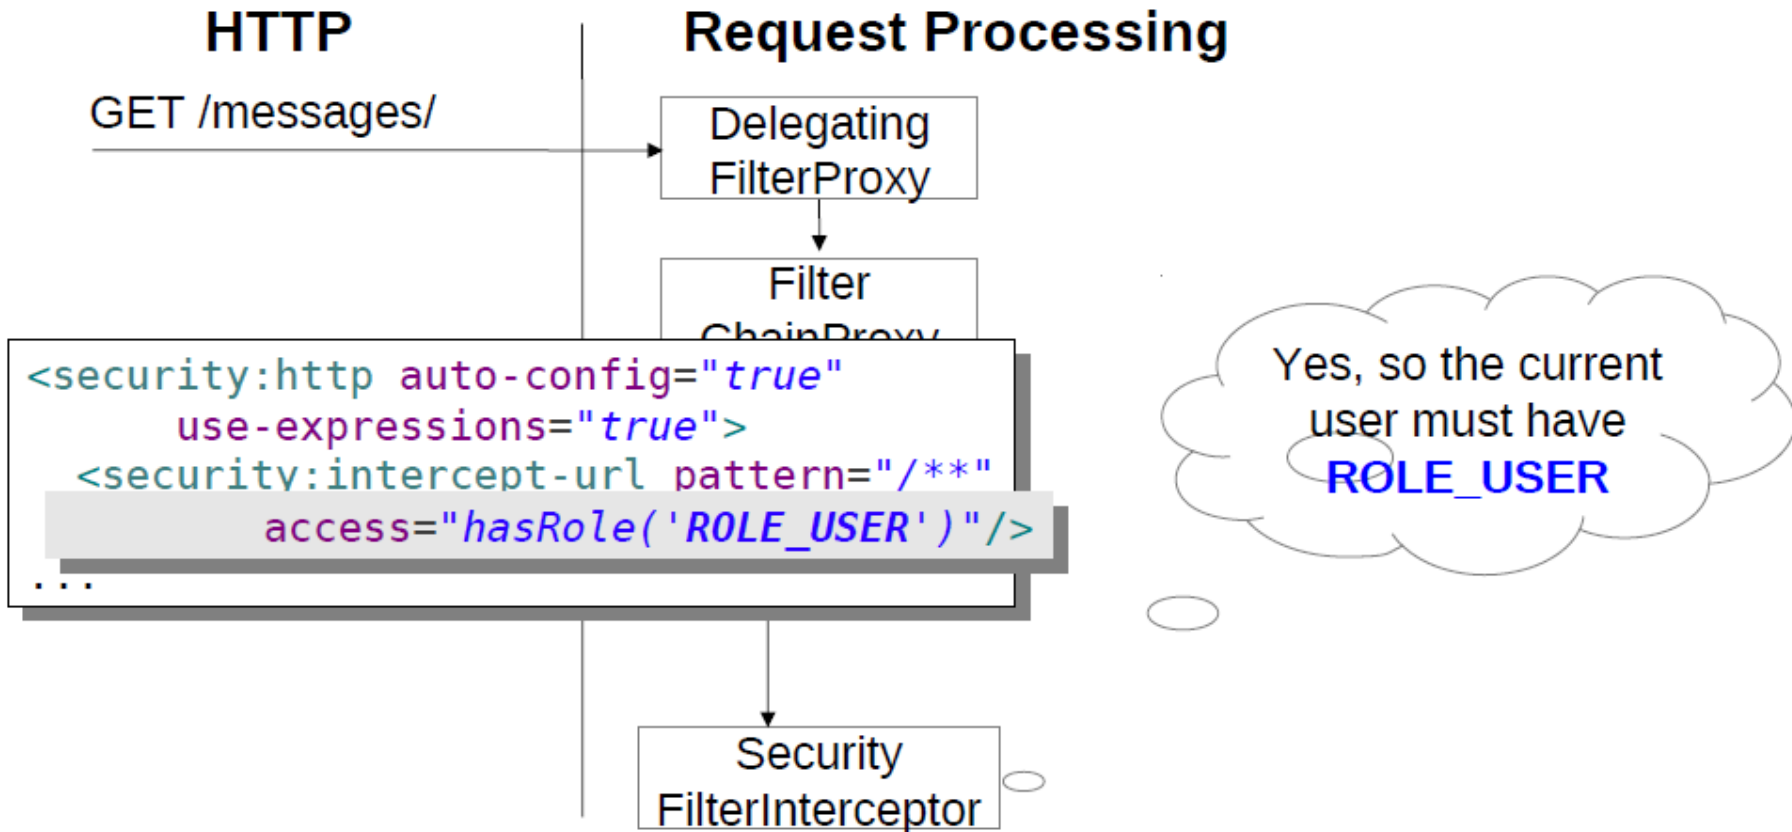 HTTP
Request Processing
GET /messages/
Delegating
FilterProxy
Filter
ChainProxy
<security:http auto-config="true"
use-expressions="true">
<security:intercept-url pattern="/**"
access="hasRole('ROLE_USER')"/>
...
Yes, so the current
user must have
ROLE_USER
Security
FilterInterceptor